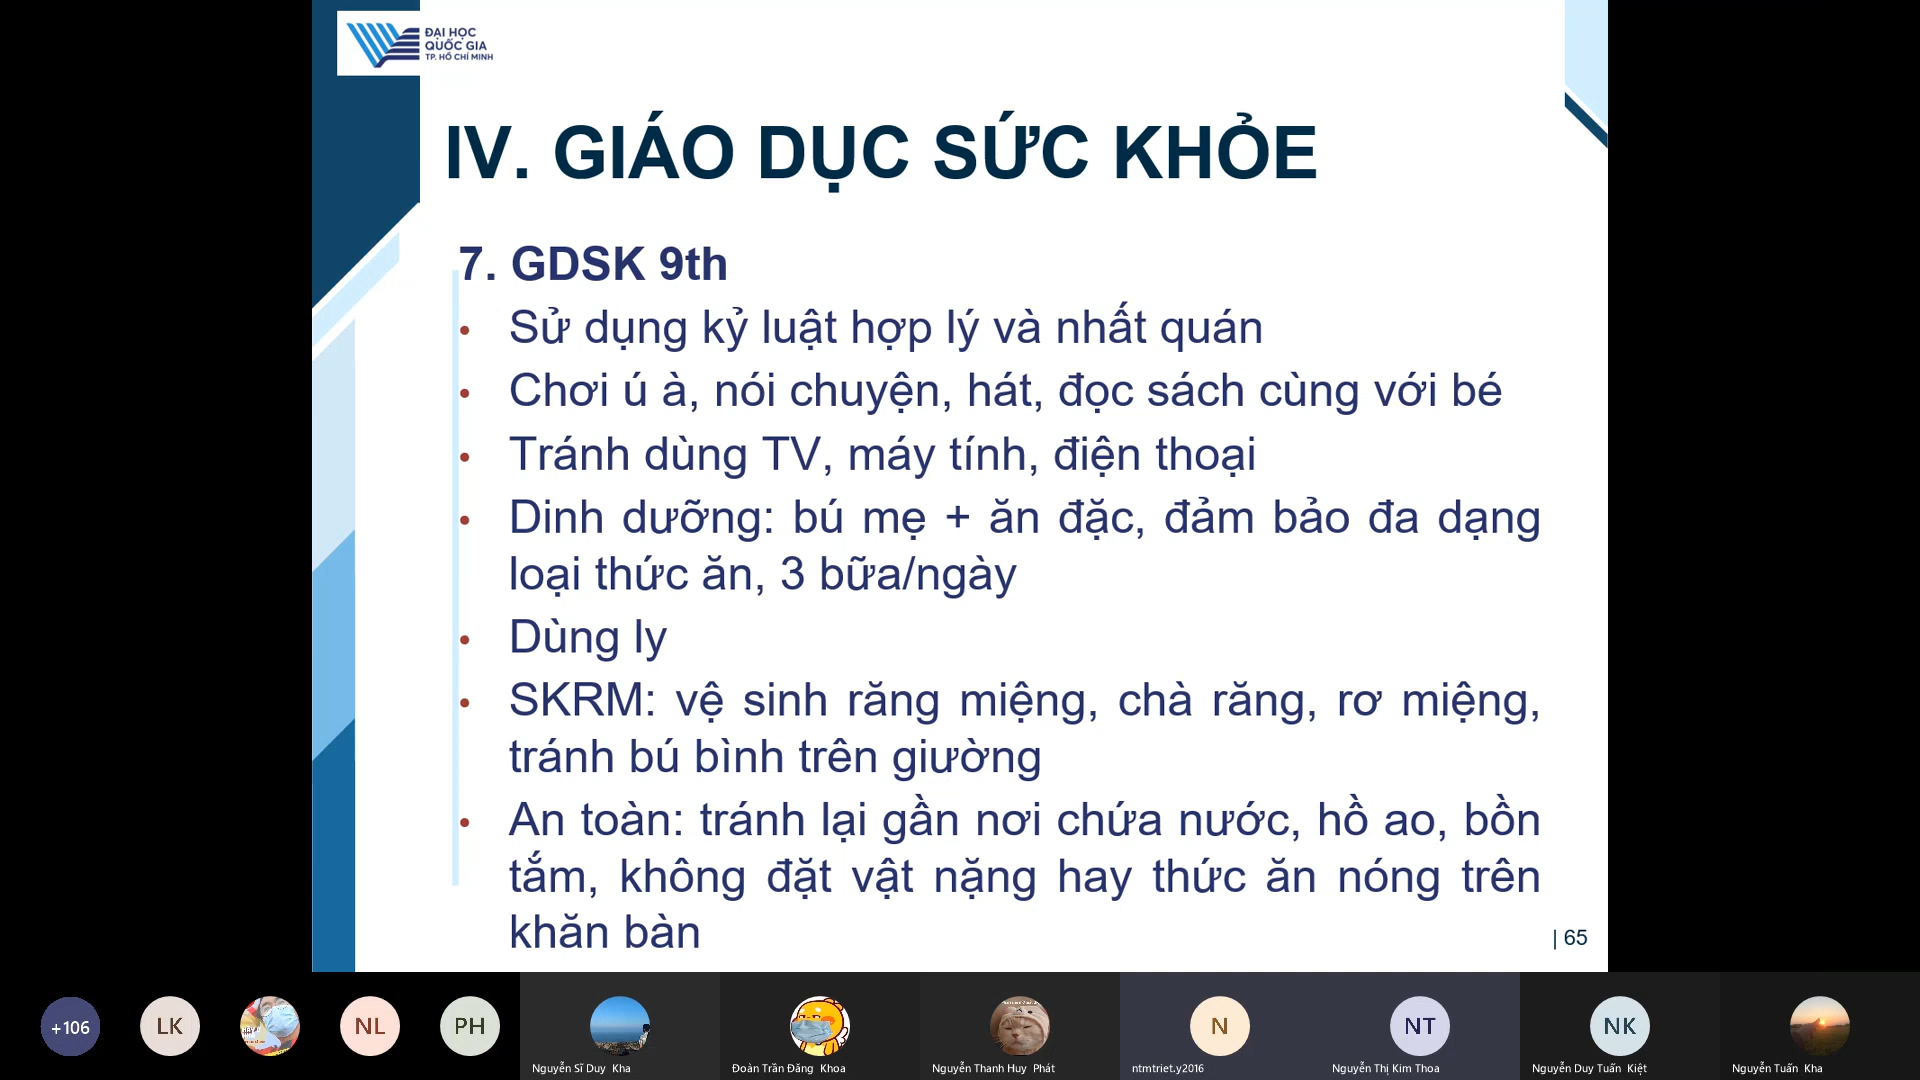 ĐẠI HỌC
QUỐC GIA
TP. HỒ CHÍ MINH
IV. GIÁO DỤC SỨC KHỎE
7. GDSK 9th
• Sử dụng kỷ luật hợp lý và nhất quán
• Chơi ú à, nói chuyện, hát, đọc sách cùng với bé
• Tránh dùng TV, máy tính, điện thoại
• Dinh dưỡng: bú mẹ + ăn đặc, đảm bảo đa dạng
loại thức ăn, 3 bữa/ngày
• Dùng ly
• SKRM: vệ sinh răng miệng, chà răng, rơ miệng,
tránh bú bình trên giường
• An toàn: tránh lại gần nơi chứa nước, hồ ao, bồn
tắm, không đặt vật nặng hay thức ăn nóng trên
khăn bàn
| 65
+106 LK NL PH N NT NK
Nguyễn Sĩ Duy Kha Đoàn Trần Đăng Khoa Nguyễn Thanh Huy Phát ntmtriet.y2016 Nguyễn Thị Kim Thoa Nguyễn Duy Tuấn Kiệt Nguyễn Tuấn Kha